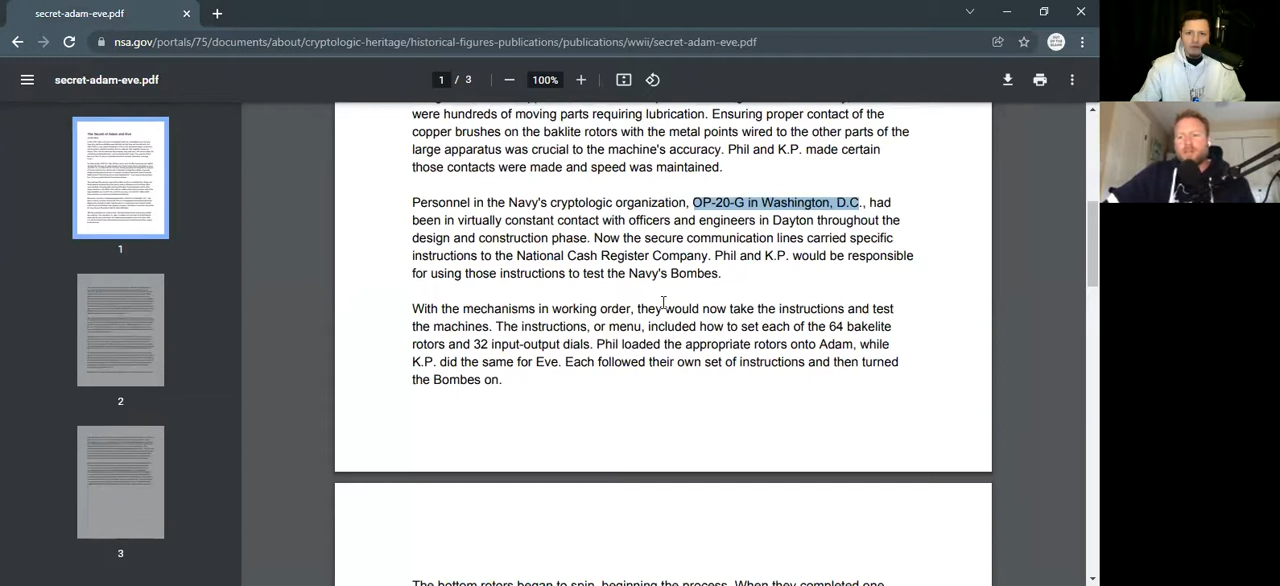 secret-adam-eve.pdf
nsa.gov/portals/75/documents/about/cryptologic-heritage/historical-figures-publications/publications/wwii/secret-adam-eve.pdf
secret-adam-eve.pdf
1 / 3
100%
were hundreds of moving parts requiring lubrication. Ensuring proper contact of the
copper brushes on the baklite rotors with the metal points wired to the other parts of the
large apparatus was crucial to the machine's accuracy. Phil and K.P. made certain
those contacts were made and speed was maintained.
Personnel in the Navy's cryptologic organization, OP-20-G in Washington, D.C., had
been in virtually constant contact with officers and engineers in Dayton throughout the
design and construction phase. Now the secure communication lines carried specific
instructions to the National Cash Register Company. Phil and K.P. would be responsible
for using those instructions to test the Navy's Bombes.
With the mechanisms in working order, they would now take the instructions and test
the machines. The instructions, or menu, included how to set each of the 64 bakelite
rotors and 32 input-output dials. Phil loaded the appropriate rotors onto Adam, while
K.P. did the same for Eve. Each followed their own set of instructions and then turned
the Bombes on.
The bottom rotors began to spin, beginning the process. When they completed one
1
2
3